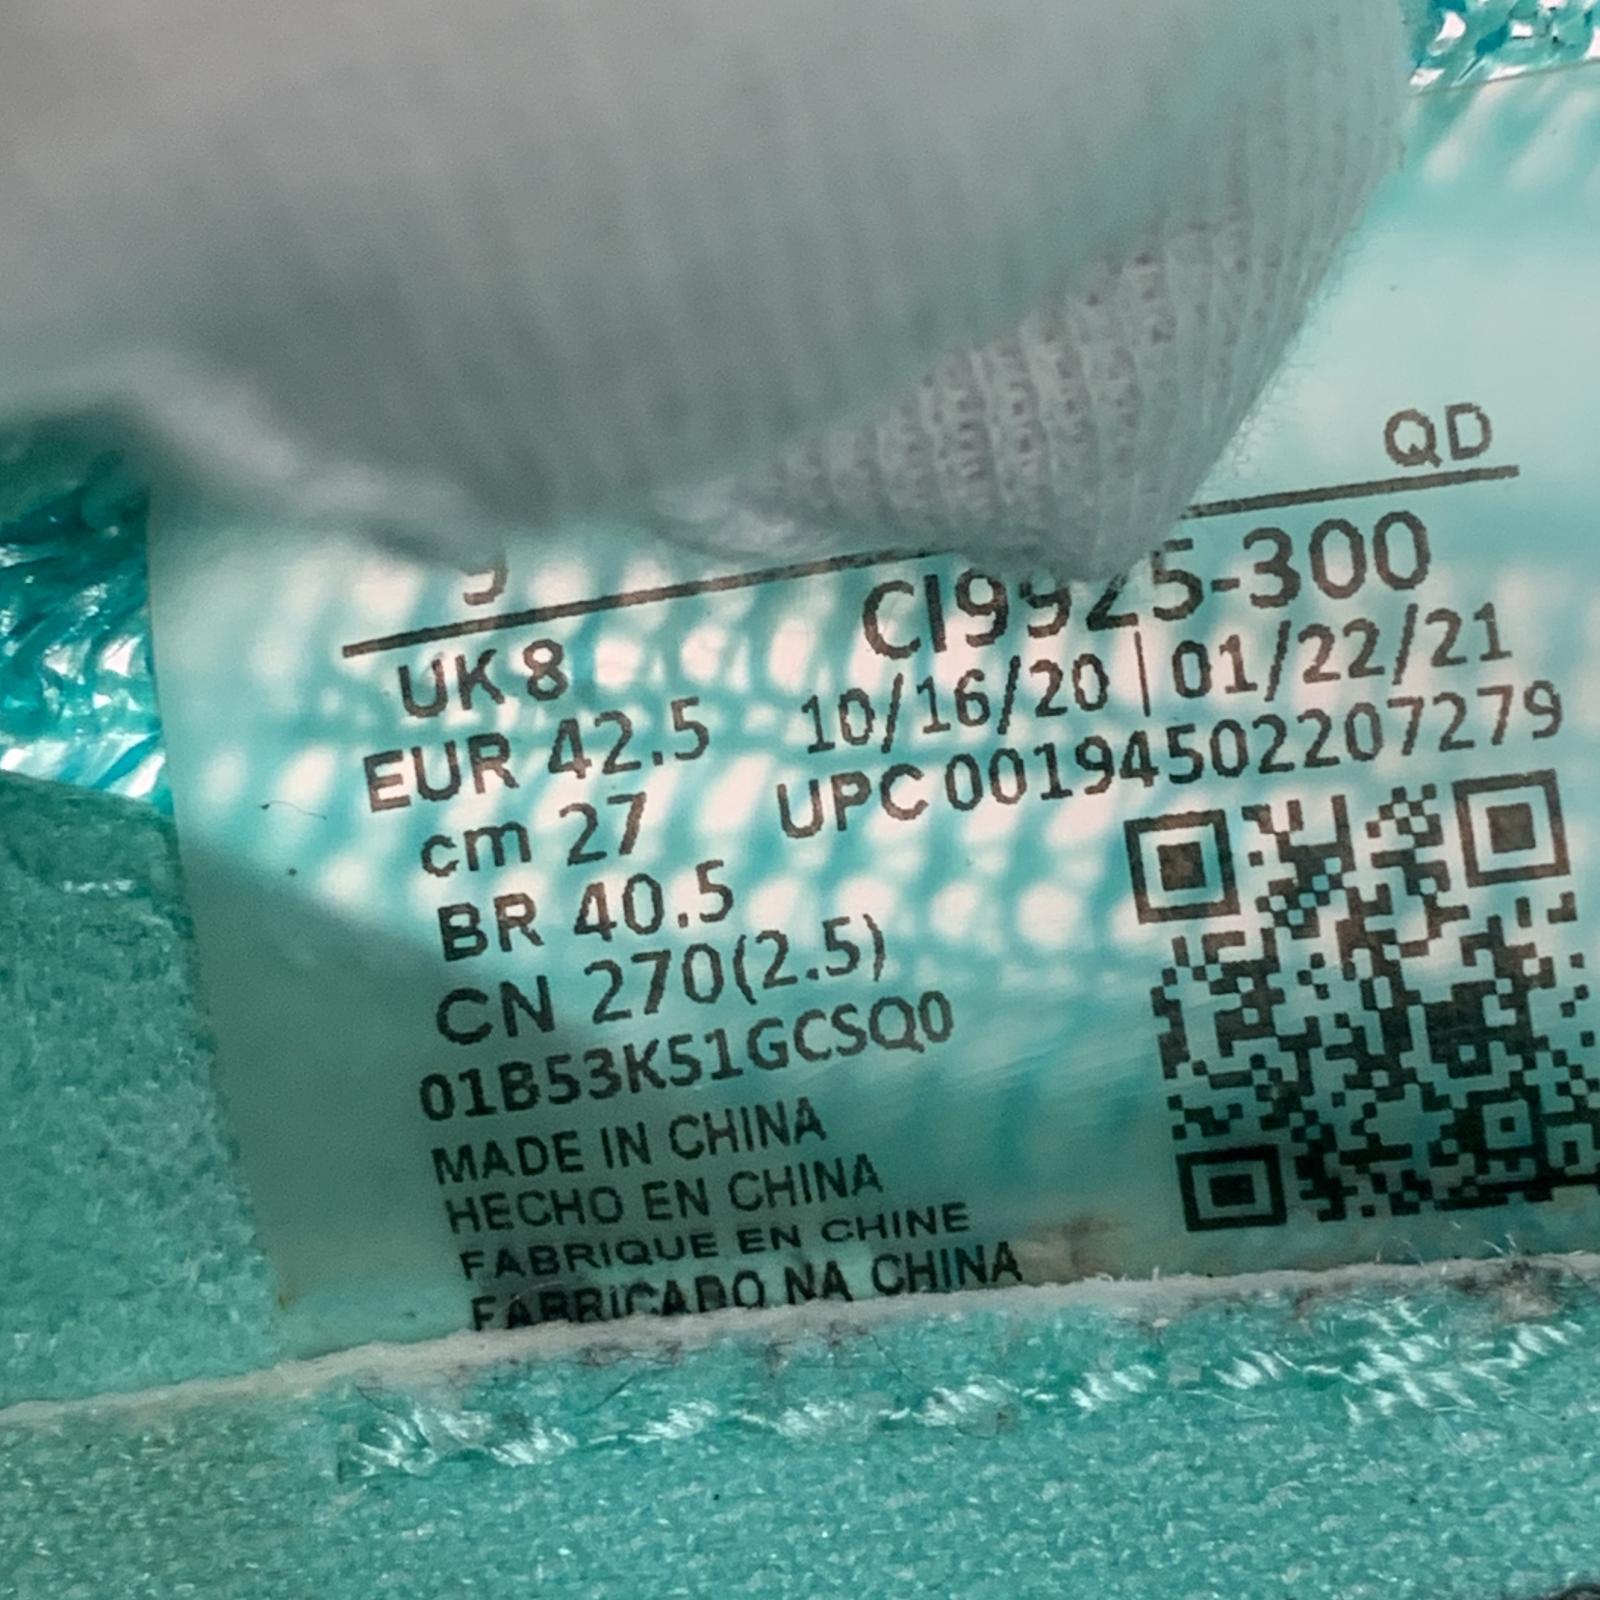 QD
9
CI9925-300
UK 8
10/16/20 | 01/22/21
EUR 42.5
UPC 00194502207279
cm 27
BR 40.5
CN 270(2.5)
01B53K51GCSQ0
MADE IN CHINA
HECHO EN CHINA
FABRIQUE EN CHINE
FABRICADO NA CHINA